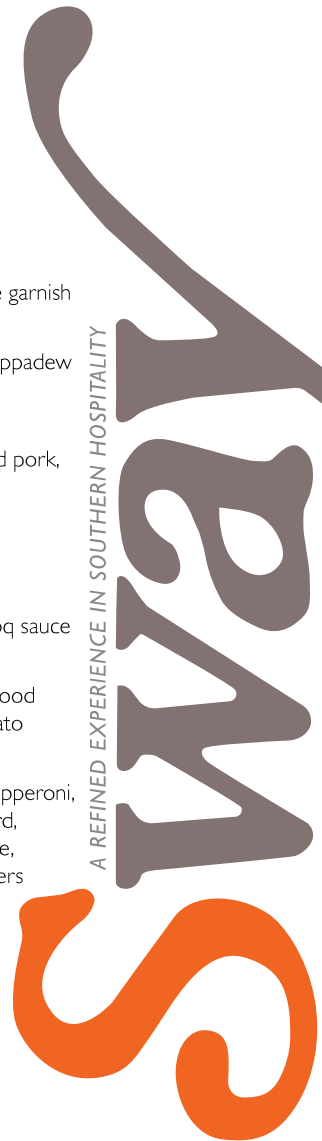 garnish
ppadew
d pork,
q sauce
ood
ato
pperoni,
rd,
e,
ers
A REFINED EXPERIENCE IN SOUTHERN HOSPITALITY
Sway